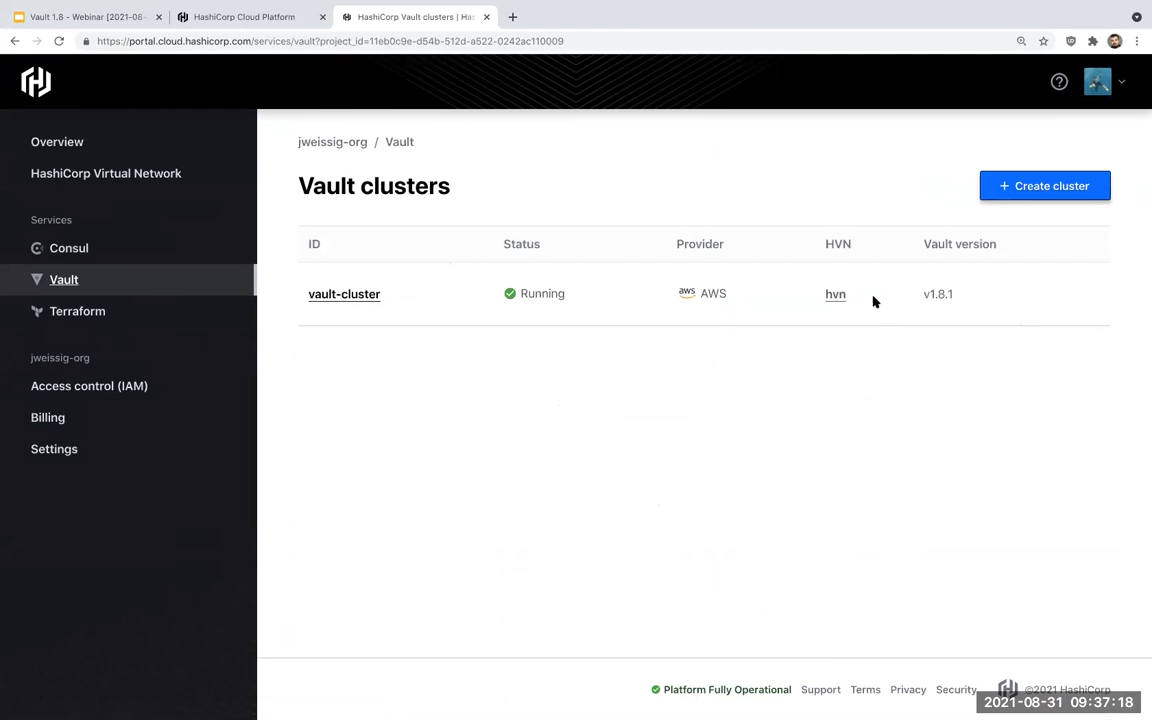 Vault 1.8 - Webinar [2021-08-
HashiCorp Cloud Platform
HashiCorp Vault clusters | Has
https://portal.cloud.hashicorp.com/services/vault?project_id=11eb0c9e-d54b-512d-a522-0242ac110009
Overview
HashiCorp Virtual Network
Services
Consul
Vault
Terraform
jweissig-org
Access control (IAM)
Billing
Settings
jweissig-org / Vault
Vault clusters
+ Create cluster
ID Status Provider HVN Vault version
vault-cluster Running aws AWS hvn v1.8.1
Platform Fully Operational Support Terms Privacy Security ©2021 HashiCorp
2021-08-31 09:37:18